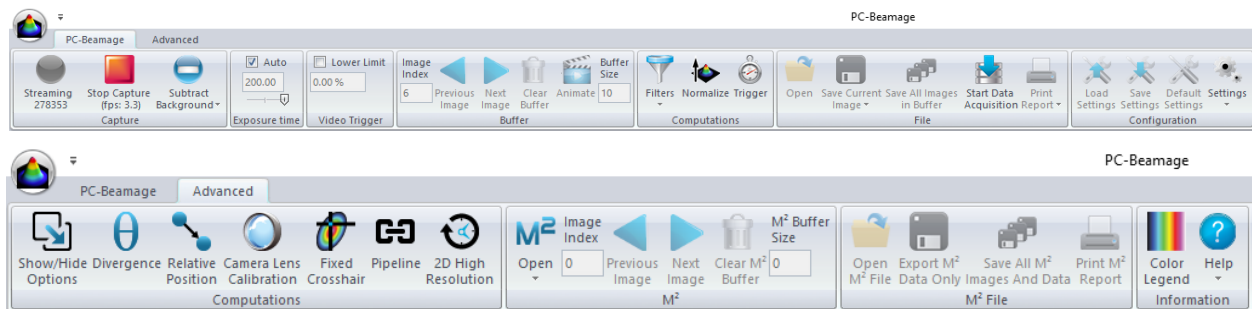 PC-Beamage
PC-Beamage Advanced
Auto Lower Limit Image Buffer
Index Size
200.00 0.00 % 6 10
Streaming Stop Capture Subtract Previous Next Clear Animate Filters Normalize Trigger Open Save Current Save All Images Start Data Print Load Save Default Settings
278353 (fps: 3.3) Background Image Image Buffer Image in Buffer Acquisition Report Settings Settings Settings
Capture Exposure time Video Trigger Buffer Computations File Configuration
PC-Beamage
PC-Beamage Advanced
M² Image M² Buffer
Index Size
0 0 ?
Show/Hide Divergence Relative Camera Lens Fixed Pipeline 2D High Open Previous Next Clear M² Open Export M² Save All M² Print M² Color Help
Options Position Calibration Crosshair Resolution Image Image Buffer M² File Data Only Images And Data Report Legend
Computations M² M² File Information